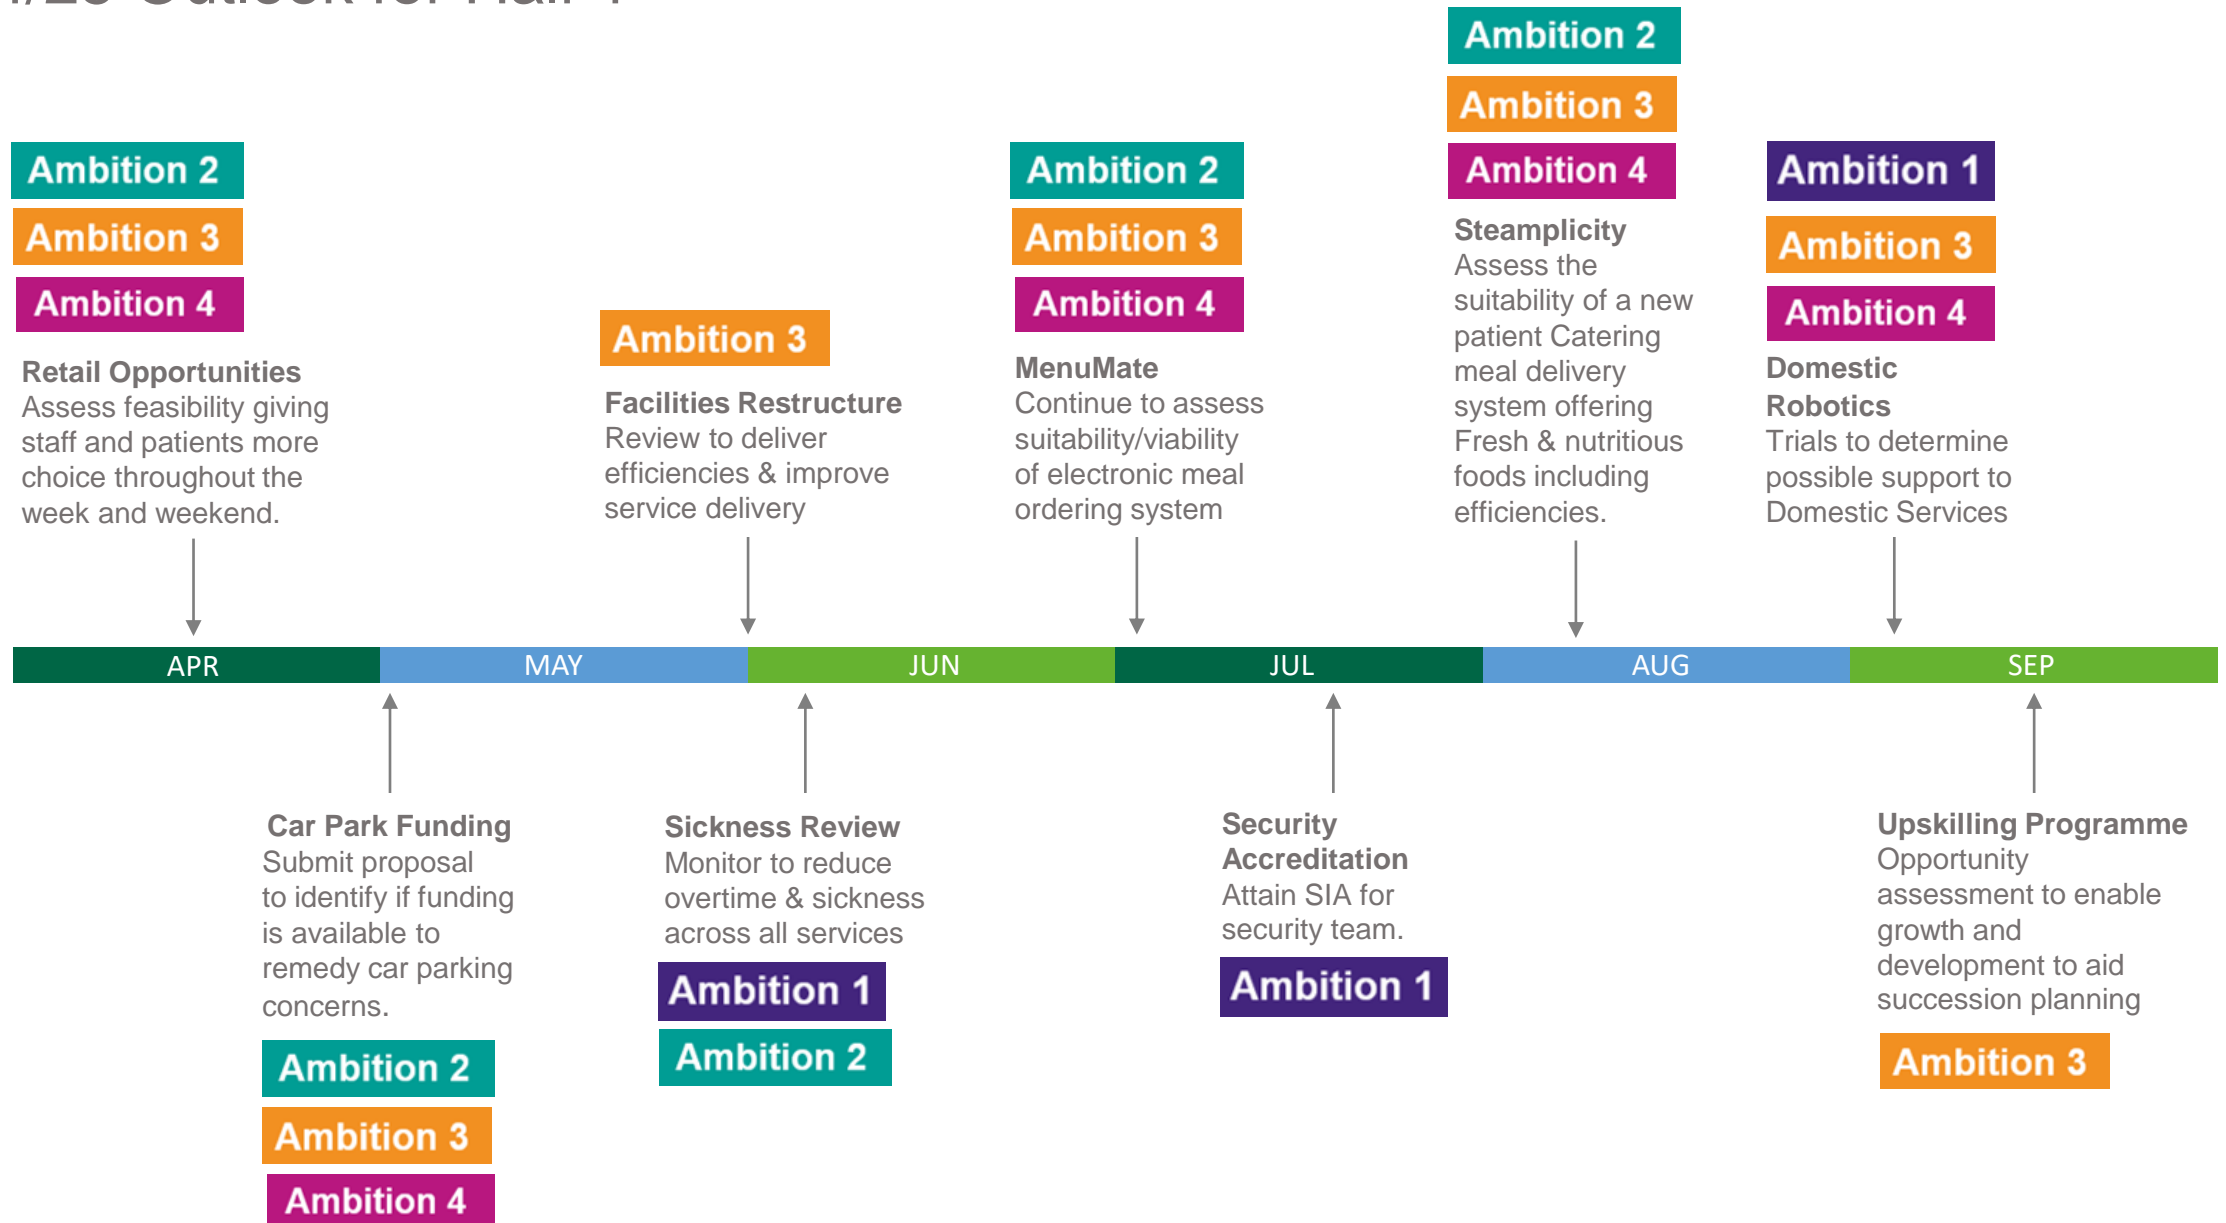 Ambition 2
Ambition 3
Ambition 4
Retail Opportunities
Assess feasibility giving
staff and patients more
choice throughout the
week and weekend.
Ambition 3
Facilities Restructure
Review to deliver
efficiencies & improve
service delivery
Ambition 2
Ambition 3
Ambition 4
MenuMate
Continue to assess
suitability/viability
of electronic meal
ordering system
Ambition 2
Ambition 3
Ambition 4
Steamplicity
Assess the
suitability of a new
patient Catering
meal delivery
system offering
Fresh & nutritious
foods including
efficiencies.
Ambition 1
Ambition 3
Ambition 4
Domestic
Robotics
Trials to determine
possible support to
Domestic Services
APR
MAY
JUN
JUL
AUG
SEP
Car Park Funding
Submit proposal
to identify if funding
is available to
remedy car parking
concerns.
Ambition 2
Ambition 3
Ambition 4
Sickness Review
Monitor to reduce
overtime & sickness
across all services
Ambition 1
Ambition 2
Security
Accreditation
Attain SIA for
security team.
Ambition 1
Upskilling Programme
Opportunity
assessment to enable
growth and
development to aid
succession planning
Ambition 3